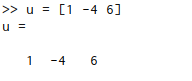 >> u = [1 -4 6]
u =
1 -4 6